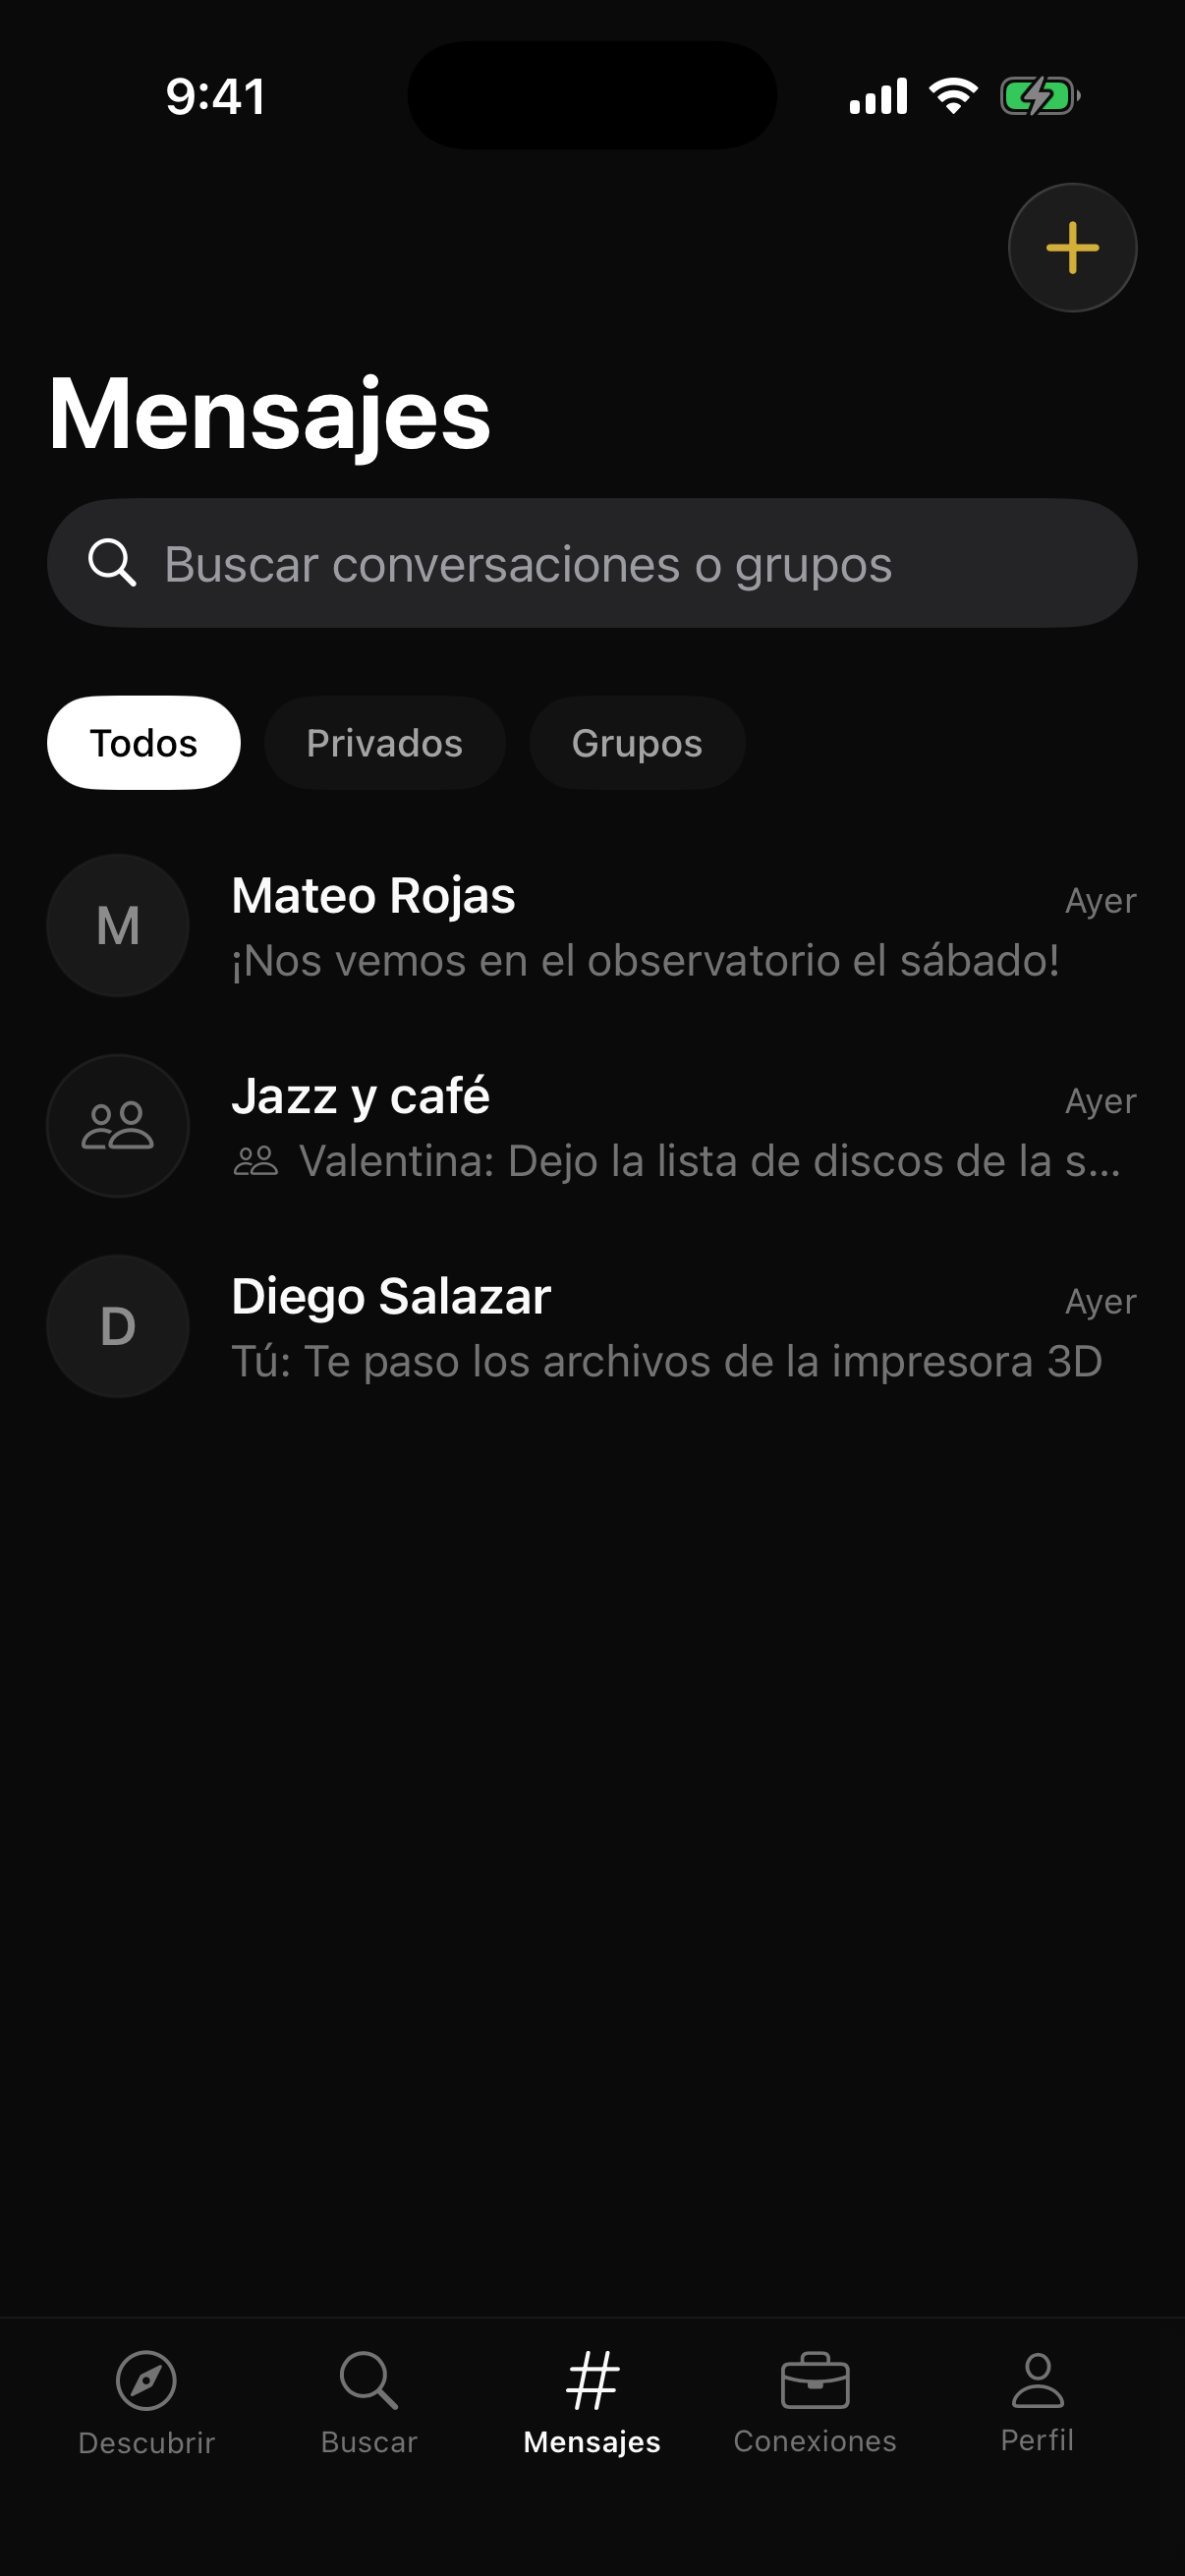 9:41
Mensajes
Buscar conversaciones o grupos
Todos Privados Grupos
M
Mateo Rojas Ayer
¡Nos vemos en el observatorio el sábado!
Jazz y café Ayer
Valentina: Dejo la lista de discos de la s...
D
Diego Salazar Ayer
Tú: Te paso los archivos de la impresora 3D
Descubrir Buscar Mensajes Conexiones Perfil